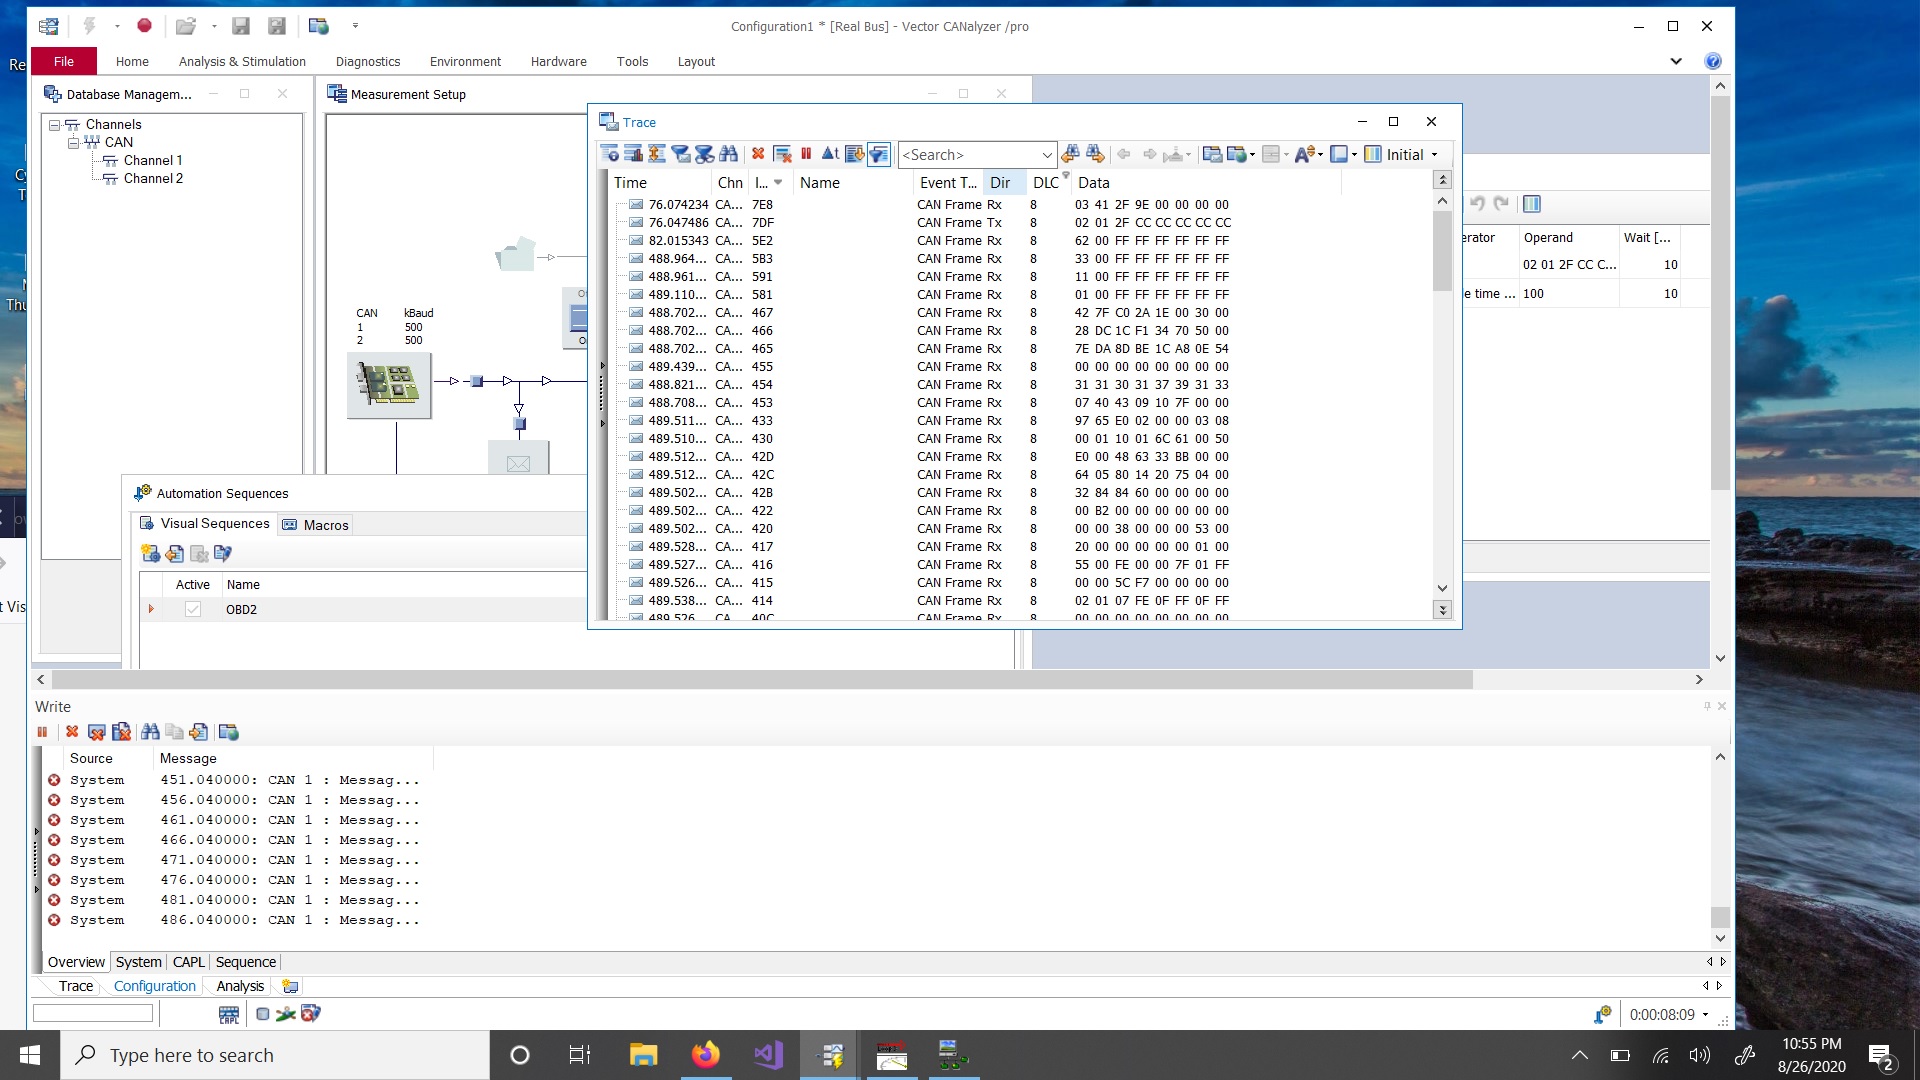 Configuration1 * [Real Bus] - Vector CANalyzer /pro
File Home Analysis & Stimulation Diagnostics Environment Hardware Tools Layout
Database Managem...
Channels
CAN
Channel 1
Channel 2
Measurement Setup
CAN kBaud
1 500
2 500
Trace
<Search> Initial
Time Chn I... Name Event T... Dir DLC Data
76.074234 CA... 7E8 CAN Frame Rx 8 03 41 2F 9E 00 00 00 00
76.047486 CA... 7DF CAN Frame Tx 8 02 01 2F CC CC CC CC CC
82.015343 CA... 5E2 CAN Frame Rx 8 62 00 FF FF FF FF FF FF
488.964... CA... 5B3 CAN Frame Rx 8 33 00 FF FF FF FF FF FF
488.961... CA... 591 CAN Frame Rx 8 11 00 FF FF FF FF FF FF
489.110... CA... 581 CAN Frame Rx 8 01 00 FF FF FF FF FF FF
488.702... CA... 467 CAN Frame Rx 8 42 7F C0 2A 1E 00 30 00
488.702... CA... 466 CAN Frame Rx 8 28 DC 1C F1 34 70 50 00
488.702... CA... 465 CAN Frame Rx 8 7E DA 8D BE 1C A8 0E 54
489.439... CA... 455 CAN Frame Rx 8 00 00 00 00 00 00 00 00
488.821... CA... 454 CAN Frame Rx 8 31 31 30 31 37 39 31 33
488.708... CA... 453 CAN Frame Rx 8 07 40 43 09 10 7F 00 00
489.511... CA... 433 CAN Frame Rx 8 97 65 E0 02 00 00 03 08
489.510... CA... 430 CAN Frame Rx 8 00 01 10 01 6C 61 00 50
489.512... CA... 42D CAN Frame Rx 8 E0 00 48 63 33 BB 00 00
489.512... CA... 42C CAN Frame Rx 8 64 05 80 14 20 75 04 00
489.502... CA... 42B CAN Frame Rx 8 32 84 84 60 00 00 00 00
489.502... CA... 422 CAN Frame Rx 8 00 B2 00 00 00 00 00 00
489.502... CA... 420 CAN Frame Rx 8 00 00 38 00 00 00 53 00
489.528... CA... 417 CAN Frame Rx 8 20 00 00 00 00 00 01 00
489.527... CA... 416 CAN Frame Rx 8 55 00 FE 00 00 7F 01 FF
489.526... CA... 415 CAN Frame Rx 8 00 00 5C F7 00 00 00 00
489.538... CA... 414 CAN Frame Rx 8 02 01 07 FE 0F FF 0F FF
489.526 CA 40C CAN Frame Rx 8 00 00 00 00 00 00 00 00
erator Operand Wait [...
02 01 2F CC C... 10
e time ... 100 10
Automation Sequences
Visual Sequences Macros
Active Name
OBD2
Write
Source Message
System 451.040000: CAN 1 : Messag...
System 456.040000: CAN 1 : Messag...
System 461.040000: CAN 1 : Messag...
System 466.040000: CAN 1 : Messag...
System 471.040000: CAN 1 : Messag...
System 476.040000: CAN 1 : Messag...
System 481.040000: CAN 1 : Messag...
System 486.040000: CAN 1 : Messag...
Overview System CAPL Sequence
Trace Configuration Analysis
CAPL
0:00:08:09
Type here to search
10:55 PM
8/26/2020
2